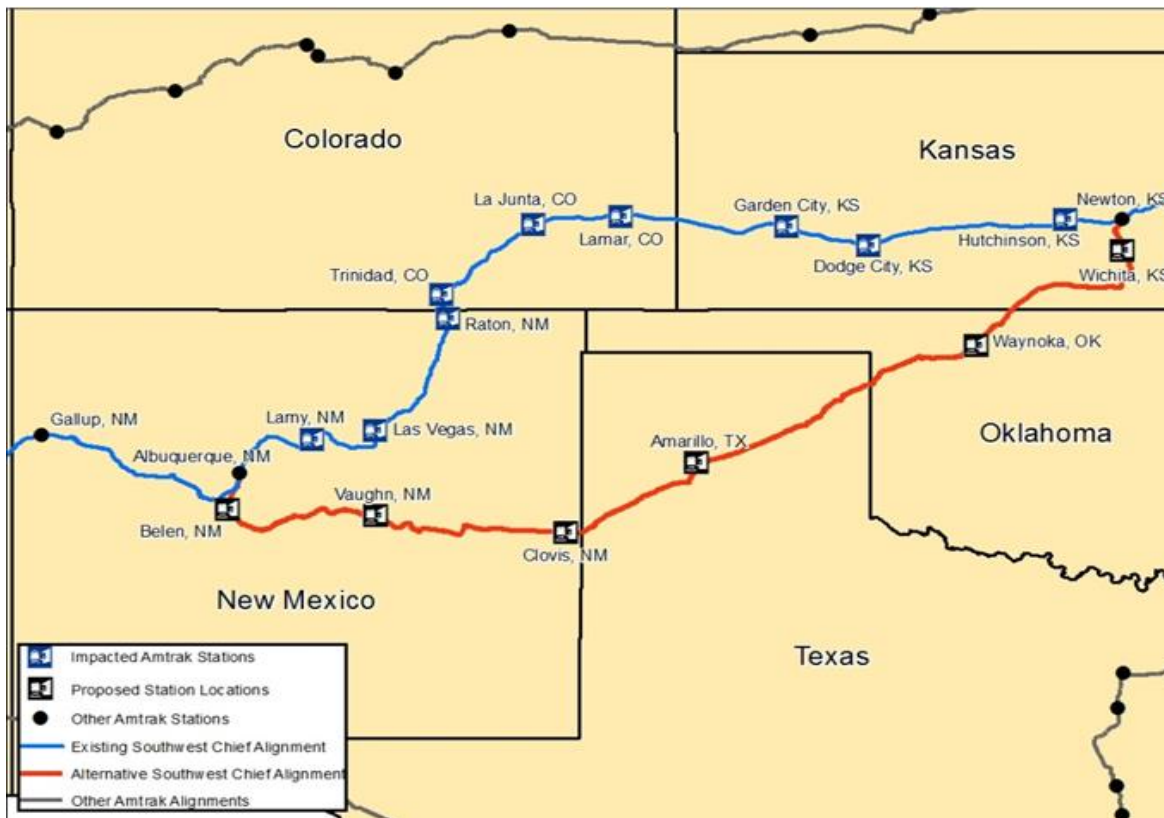 Colorado
Kansas
La Junta, CO
Garden City, KS
Newton, KS
Lamar, CO
Dodge City, KS
Hutchinson, KS
Trinidad, CO
Wichita, KS
Raton, NM
Waynoka, OK
Gallup, NM
Lamy, NM
Las Vegas, NM
Oklahoma
Albuquerque, NM
Amarillo, TX
Vaughn, NM
Belen, NM
Clovis, NM
New Mexico
Texas
Impacted Amtrak Stations
Proposed Station Locations
Other Amtrak Stations
Existing Southwest Chief Alignment
Alternative Southwest Chief Alignment
Other Amtrak Alignments